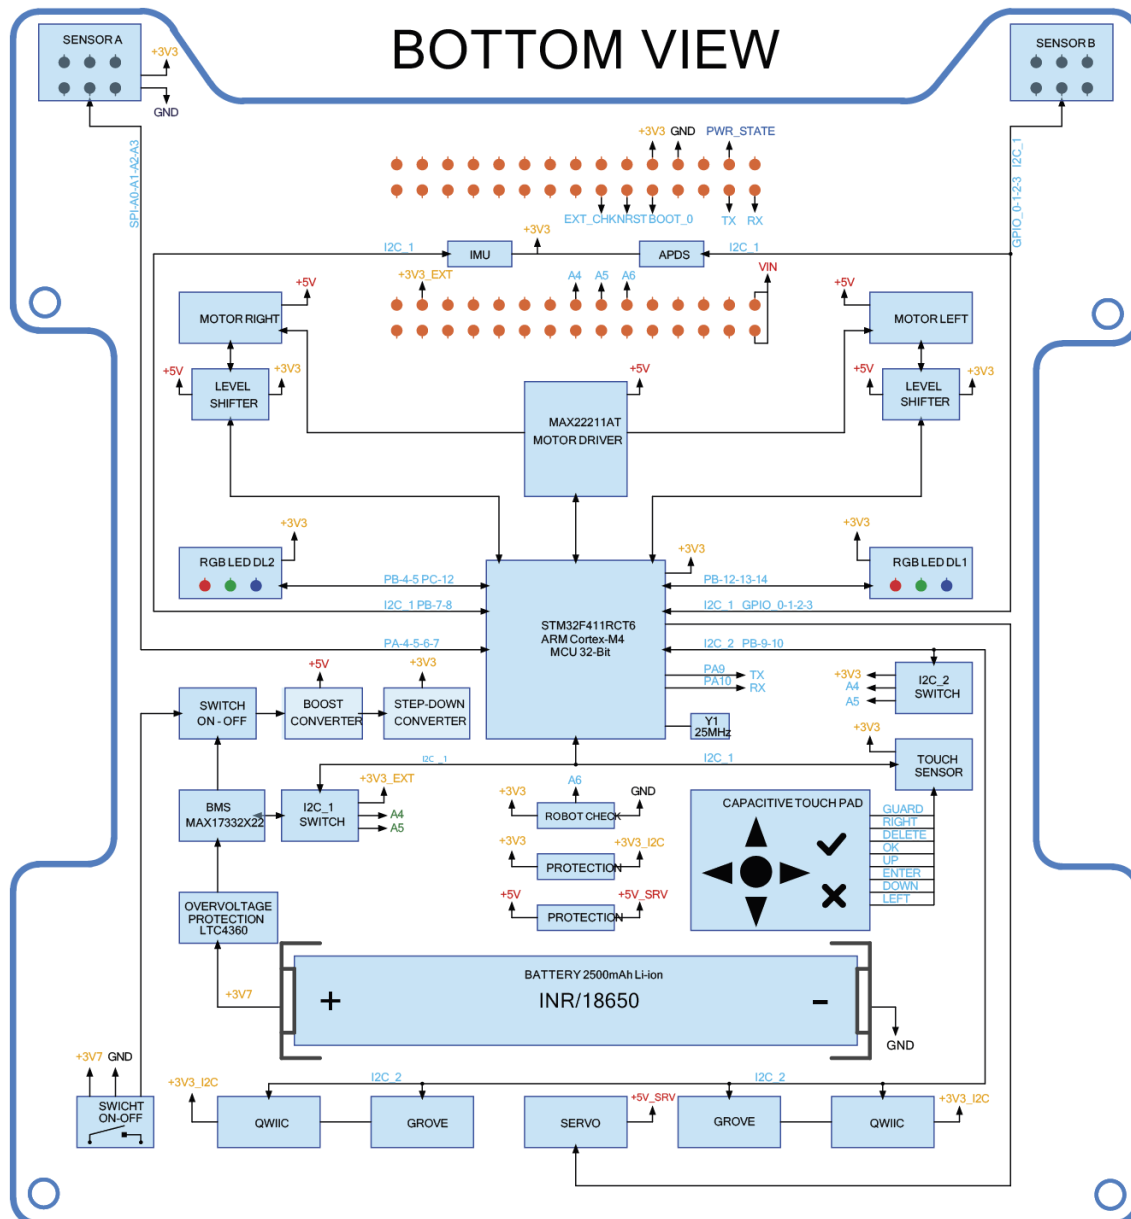 BOTTOM VIEW
SENSOR A
+3V3
GND
SENSOR B
SPI-A0-A1-A2-A3
GPIO_0-1-2-3 I2C_1
+3V3 GND PWR_STATE
EXT_CHK NRST BOOT_0 TX RX
I2C_1
IMU
+3V3
APDS
I2C_1
+3V3_EXT
A4 A5 A6
VIN
MOTOR RIGHT
+5V
+5V
MOTOR LEFT
+5V
LEVEL
SHIFTER
+3V3
+5V
MAX22211AT
MOTOR DRIVER
+5V
LEVEL
SHIFTER
+3V3
+3V3
RGB LED DL2
+3V3
+3V3
RGB LED DL1
PB-4-5 PC-12
PB-12-13-14
I2C_1 PB-7-8
I2C_1 GPIO_0-1-2-3
PA-4-5-6-7
STM32F411RCT6
ARM Cortex-M4
MCU 32-Bit
I2C_2 PB-9-10
PA9 TX
PA10 RX
+3V3
A4
A5
I2C_2
SWITCH
Y1
25MHz
SWITCH
ON - OFF
+5V
BOOST
CONVERTER
+3V3
STEP-DOWN
CONVERTER
I2C _1
I2C_1
+3V3
TOUCH
SENSOR
BMS
MAX17332X22
I2C_1
SWITCH
+3V3_EXT
A4
A5
A6
+3V3
ROBOT CHECK
GND
+3V3
PROTECTION
+3V3_I2C
+5V
PROTECTION
+5V_SRV
CAPACITIVE TOUCH PAD
GUARD
RIGHT
DELETE
OK
UP
ENTER
DOWN
LEFT
OVERVOLTAGE
PROTECTION
LTC4360
+3V7
BATTERY 2500mAh Li-ion
+ INR/18650 -
GND
+3V7 GND
SWICHT
ON-OFF
+3V3_I2C
I2C_2
I2C_2
QWIIC
GROVE
SERVO
+5V_SRV
GROVE
QWIIC
+3V3_I2C